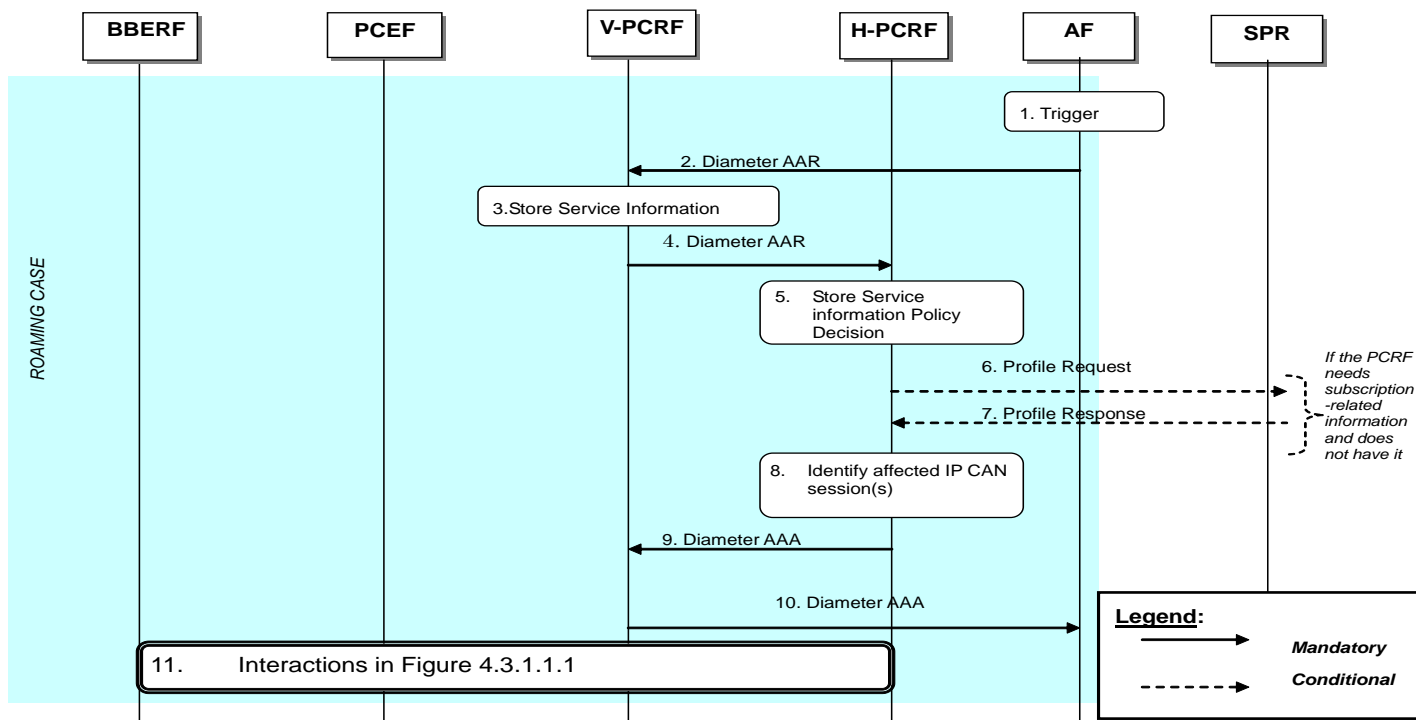 BBERF
PCEF
V-PCRF
H-PCRF
AF
SPR
1. Trigger
2. Diameter AAR
3.Store Service Information
4. Diameter AAR
ROAMING CASE
5. Store Service
information Policy
Decision
6. Profile Request
7. Profile Response
If the PCRF
needs
subscription
-related
information
and does
not have it
8. Identify affected IP CAN
session(s)
9. Diameter AAA
10. Diameter AAA
11. Interactions in Figure 4.3.1.1.1
Legend:
Mandatory
Conditional